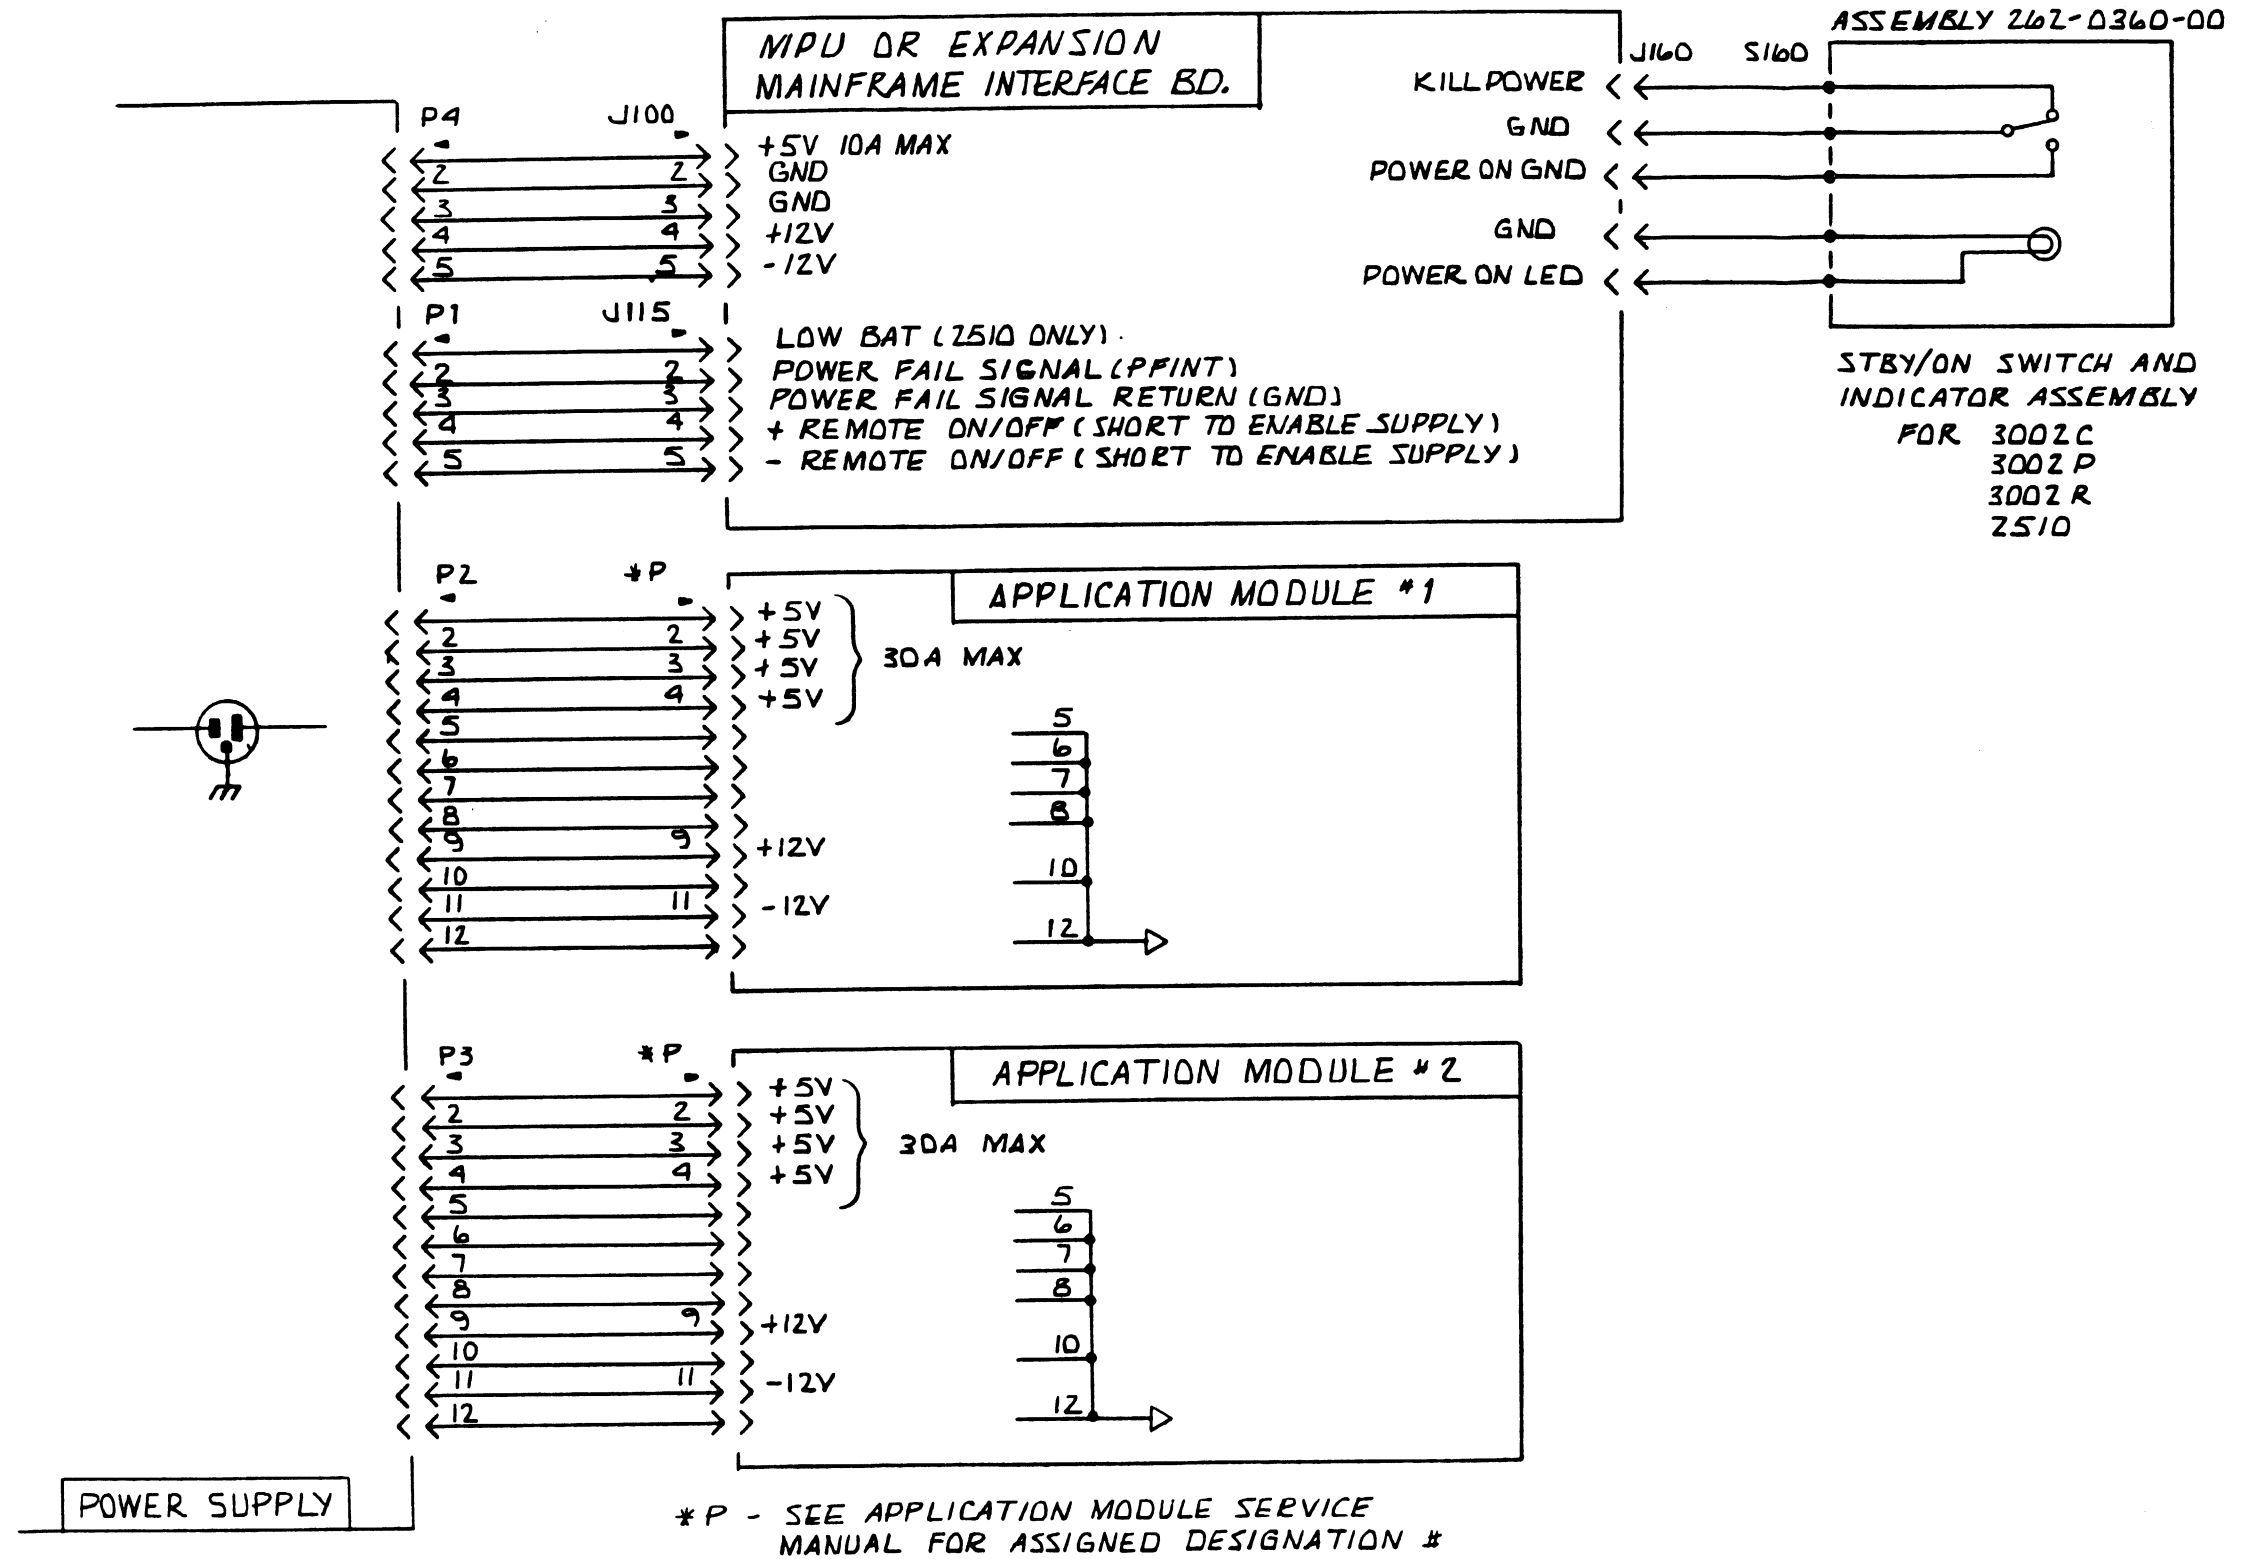 ASSEMBLY 262-0360-00
MPU OR EXPANSION
MAINFRAME INTERFACE BD.
J160 S160
KILL POWER
GND
POWER ON GND
GND
POWER ON LED
STBY/ON SWITCH AND
INDICATOR ASSEMBLY
FOR 3002C
3002P
3002R
2510
P4 J100
+5V 10A MAX
2 2 GND
3 3 GND
4 4 +12V
5 5 -12V
P1 J115
LOW BAT (2510 ONLY)
2 2 POWER FAIL SIGNAL (PFINT)
3 3 POWER FAIL SIGNAL RETURN (GND)
4 4 + REMOTE ON/OFF (SHORT TO ENABLE SUPPLY)
5 5 - REMOTE ON/OFF (SHORT TO ENABLE SUPPLY)
P2 *P
APPLICATION MODULE #1
+5V
2 2 +5V
3 3 +5V
4 4 +5V
30A MAX
5 5
6 6
7 7
8 8
9 9 +12V
10 10
11 11 -12V
12 12
P3 *P
APPLICATION MODULE #2
+5V
2 2 +5V
3 3 +5V
4 4 +5V
30A MAX
5 5
6 6
7 7
8 8
9 9 +12V
10 10
11 11 -12V
12 12
POWER SUPPLY
*P - SEE APPLICATION MODULE SERVICE
MANUAL FOR ASSIGNED DESIGNATION #